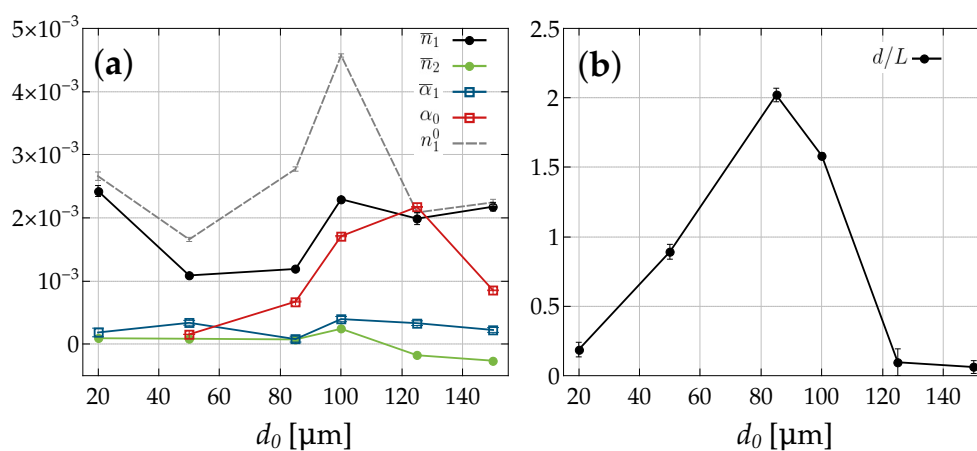 5×10⁻³
4×10⁻³
3×10⁻³
2×10⁻³
1×10⁻³
0
20 40 60 80 100 120 140
d₀ [µm]
(a)
n̅₁
n̅₂
α̅₁
α₀
n₁⁰
2.5
2
1.5
1
0.5
0
20 40 60 80 100 120 140
d₀ [µm]
(b)
d/L